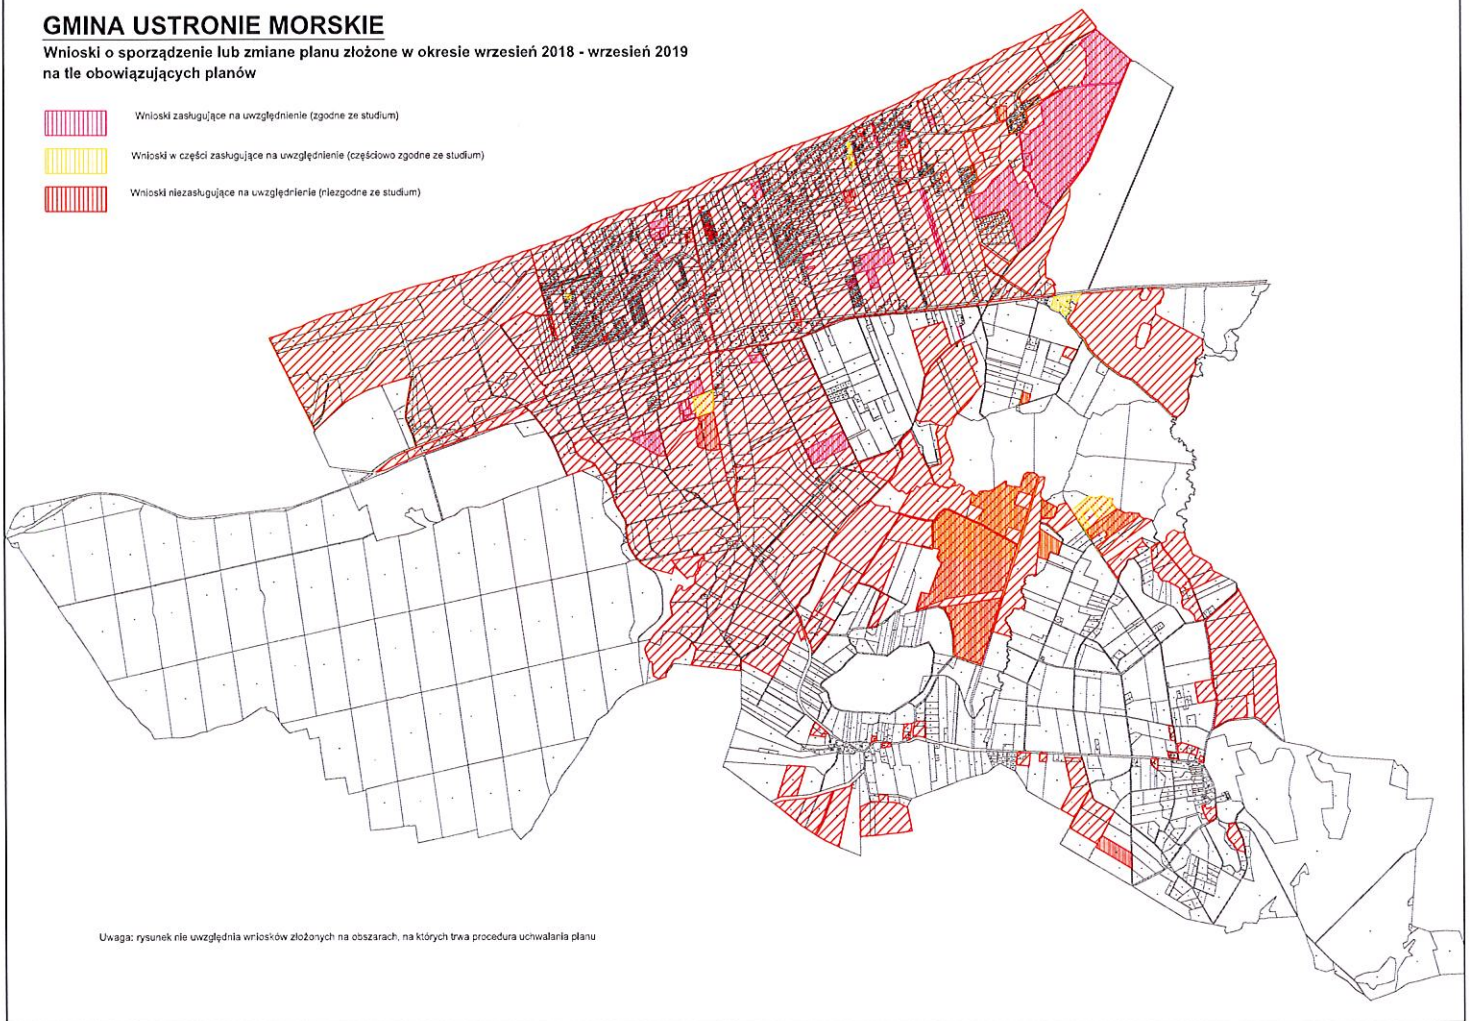 GMINA USTRONIE MORSKIE
Wnioski o sporządzenie lub zmiane planu złożone w okresie wrzesień 2018 - wrzesień 2019
na tle obowiązujących planów
Wnioski zasługujące na uwzględnienie (zgodne ze studium)
Wnioski w części zasługujące na uwzględnienie (częściowo zgodne ze studium)
Wnioski niezasługujące na uwzględnienie (niezgodne ze studium)
Uwaga: rysunek nie uwzględnia wniosków złożonych na obszarach, na których trwa procedura uchwalania planu